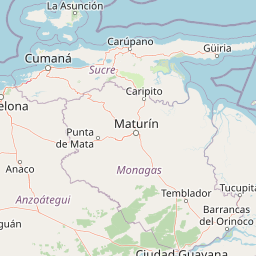 La Asunción
Carúpano
Güiria
Cumaná
Sucre
Caripito
elona
Maturín
Punta
de Mata
Anaco
Monagas
Temblador
Tucupita
Anzoátegui
Barrancas
del Orinoco
guán
Ciudad Guayana